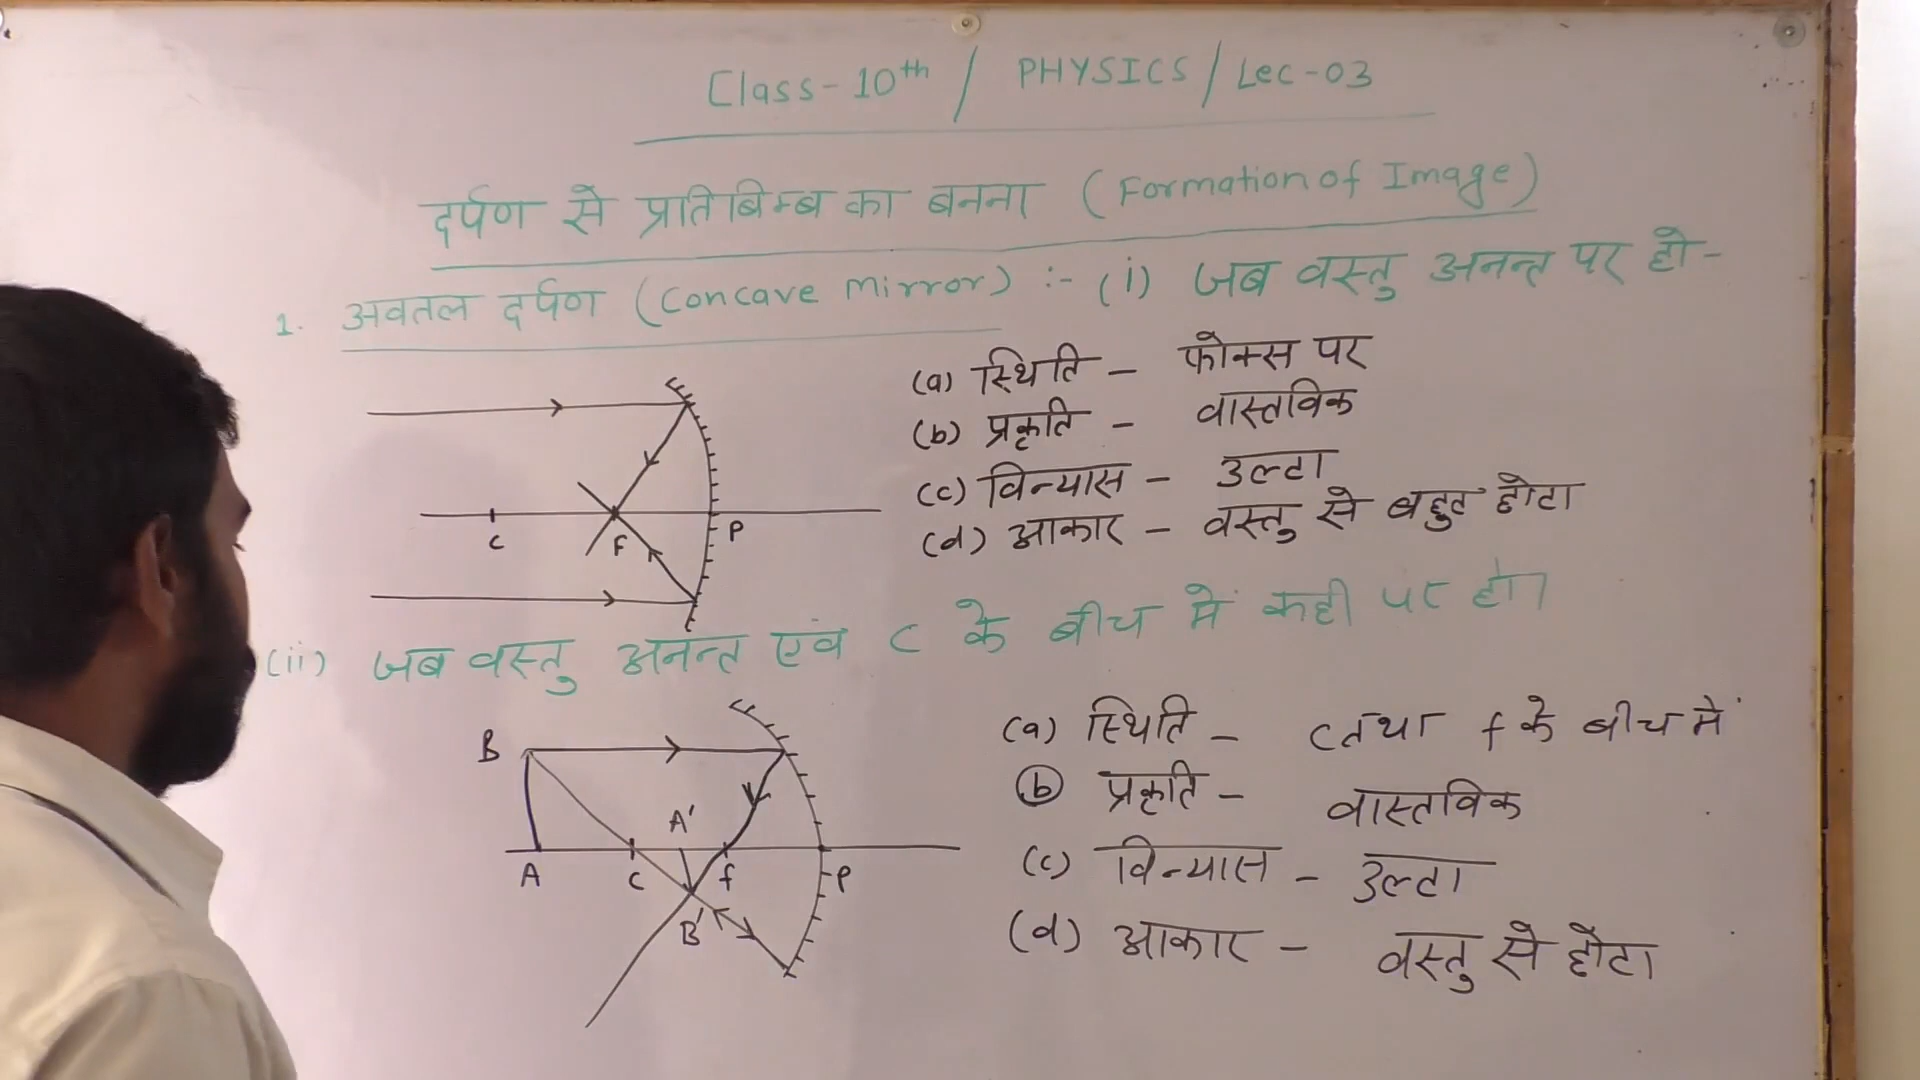 Class-10th / PHYSICS / Lec-03
दर्पण से प्रतिबिम्ब का बनना (Formation of Image)
1. अवतल दर्पण (Concave Mirror) :- (i) जब वस्तु अनन्त पर हो-
(a) स्थिति - फोक्स पर
(b) प्रकृति - वास्तविक
(c) विन्यास - उल्टा
(d) आकार - वस्तु से बहुत छोटा
C F P
(ii) जब वस्तु अनन्त एवं C के बीच में कही पर हो।
(a) स्थिति - C तथा f के बीच में
(b) प्रकृति - वास्तविक
(c) विन्यास - उल्टा
(d) आकार - वस्तु से छोटा
B
A'
A C f P
B'